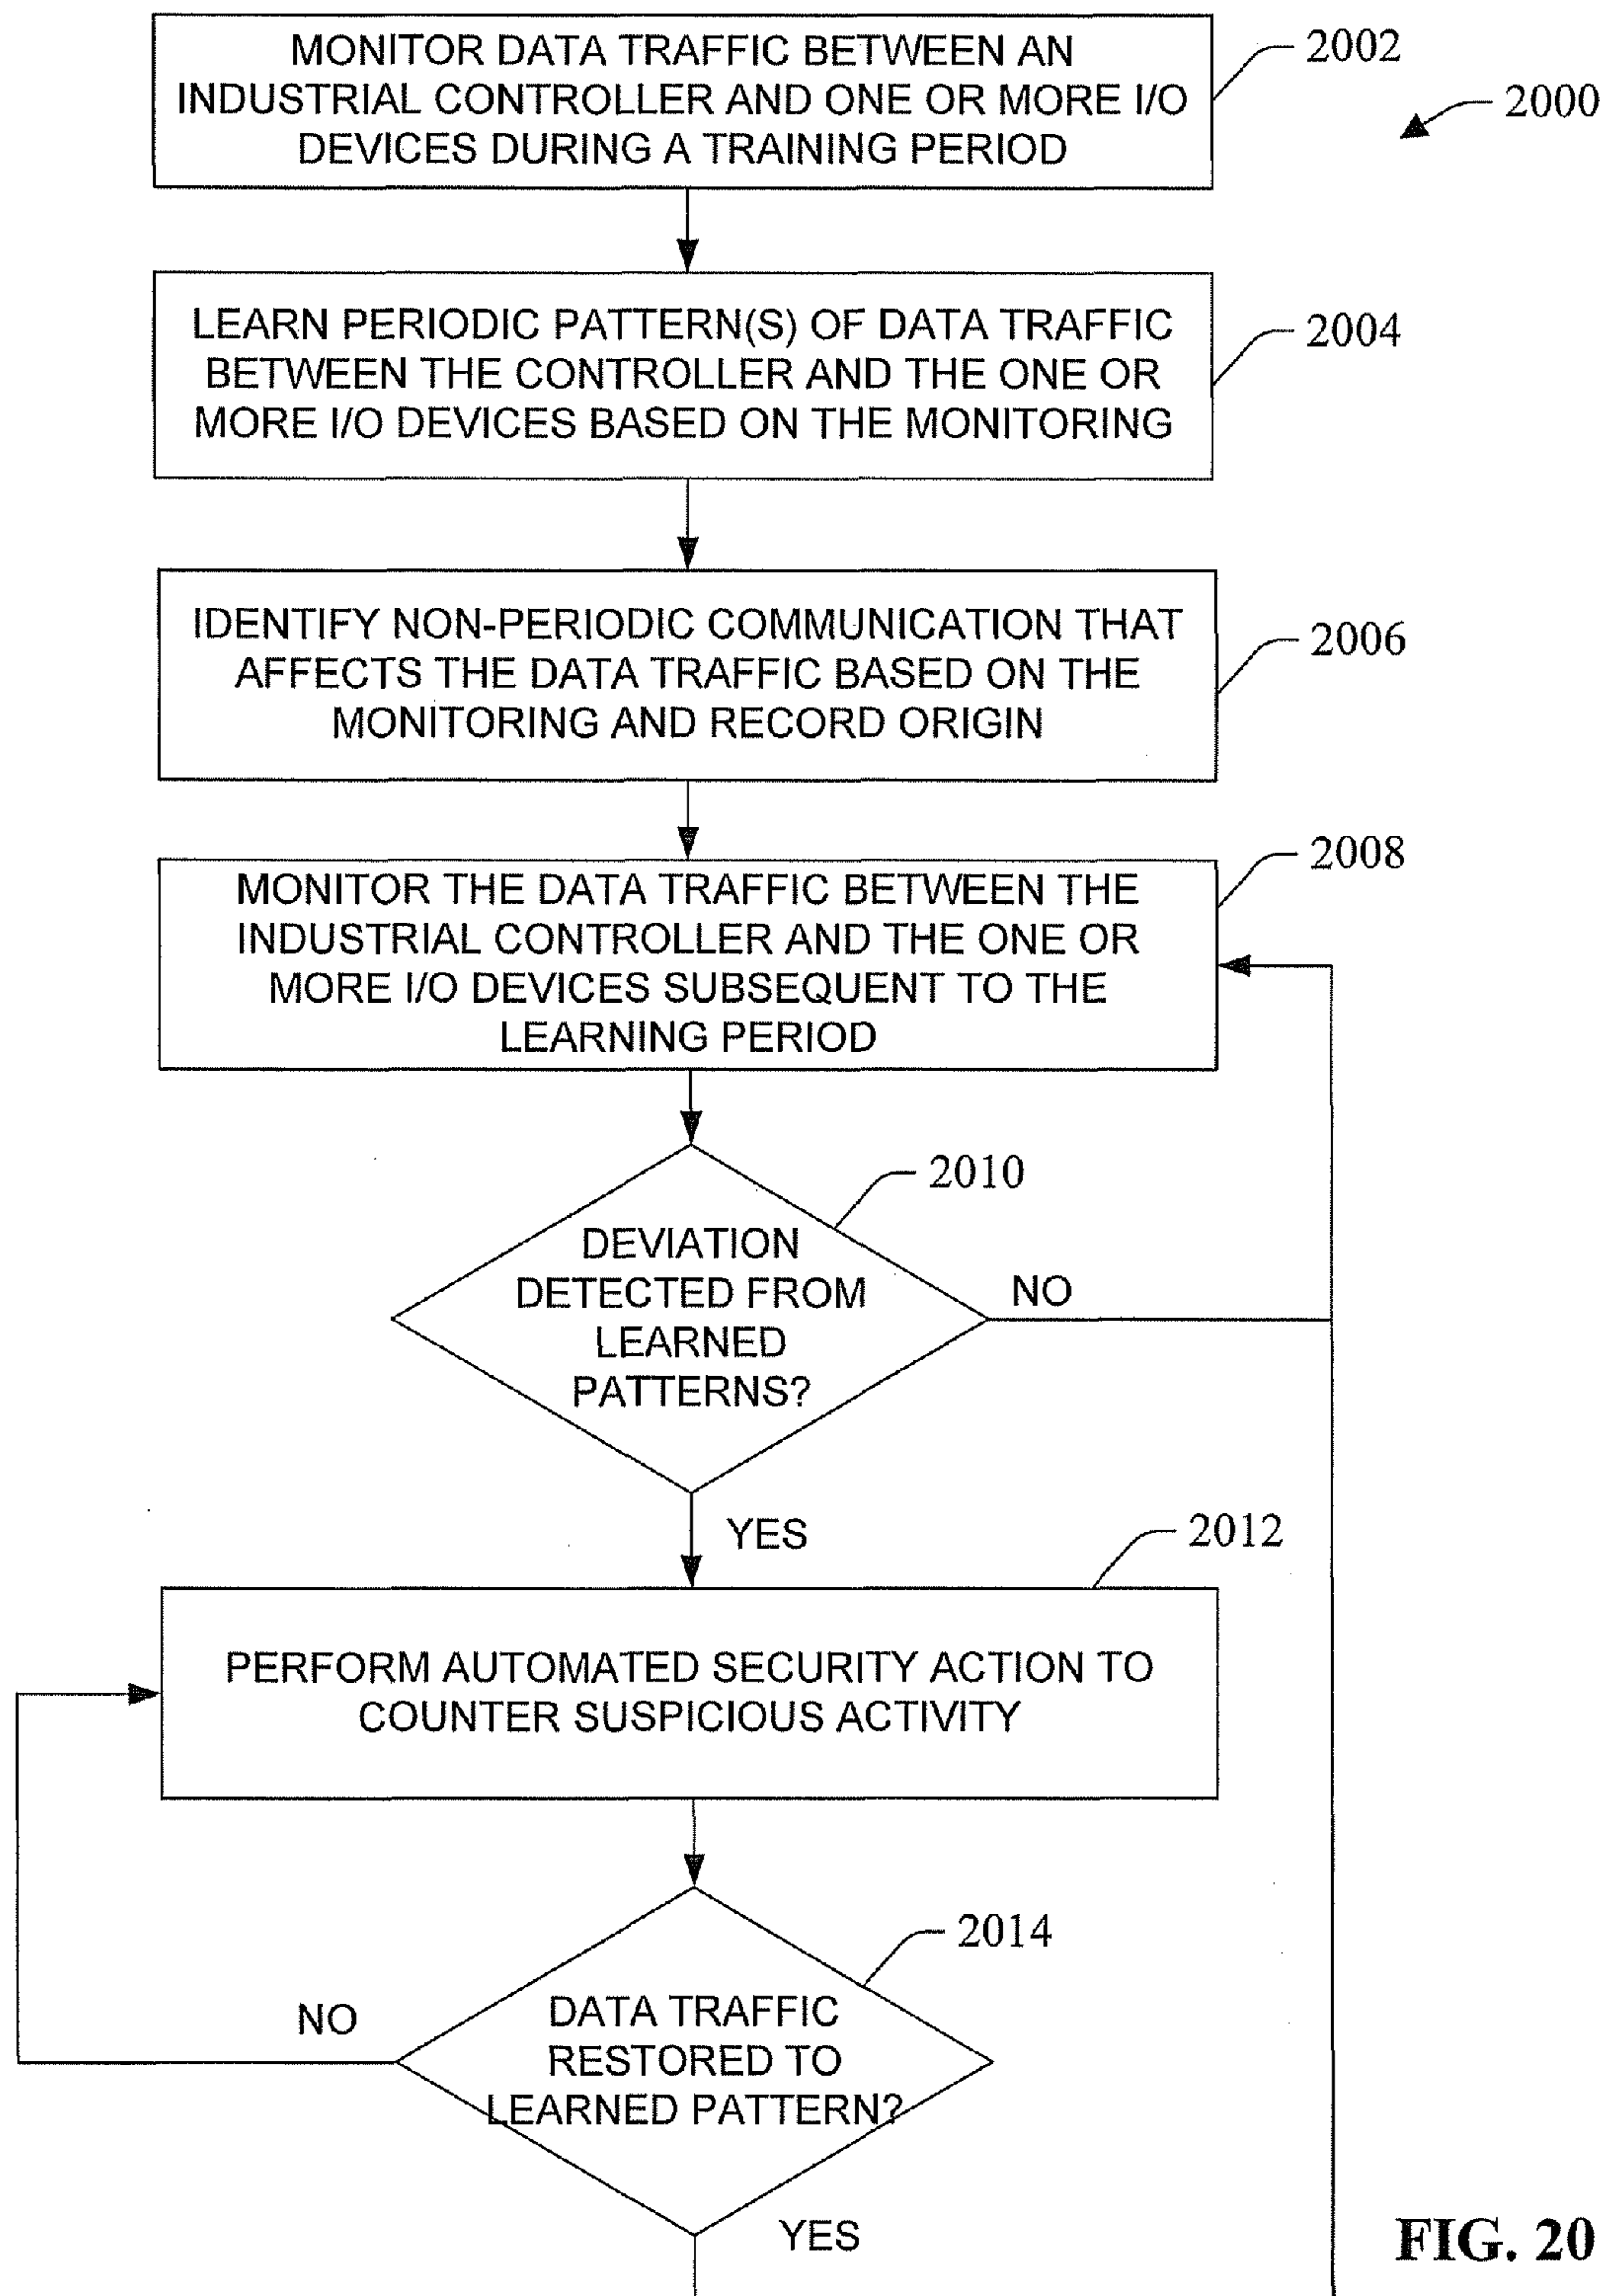 MONITOR DATA TRAFFIC BETWEEN AN
INDUSTRIAL CONTROLLER AND ONE OR MORE I/O
DEVICES DURING A TRAINING PERIOD
2002
2000
LEARN PERIODIC PATTERN(S) OF DATA TRAFFIC
BETWEEN THE CONTROLLER AND THE ONE OR
MORE I/O DEVICES BASED ON THE MONITORING
2004
IDENTIFY NON-PERIODIC COMMUNICATION THAT
AFFECTS THE DATA TRAFFIC BASED ON THE
MONITORING AND RECORD ORIGIN
2006
MONITOR THE DATA TRAFFIC BETWEEN THE
INDUSTRIAL CONTROLLER AND THE ONE OR
MORE I/O DEVICES SUBSEQUENT TO THE
LEARNING PERIOD
2008
DEVIATION
DETECTED FROM
LEARNED
PATTERNS?
2010
NO
YES
2012
PERFORM AUTOMATED SECURITY ACTION TO
COUNTER SUSPICIOUS ACTIVITY
2014
DATA TRAFFIC
RESTORED TO
LEARNED PATTERN?
NO
YES
FIG. 20